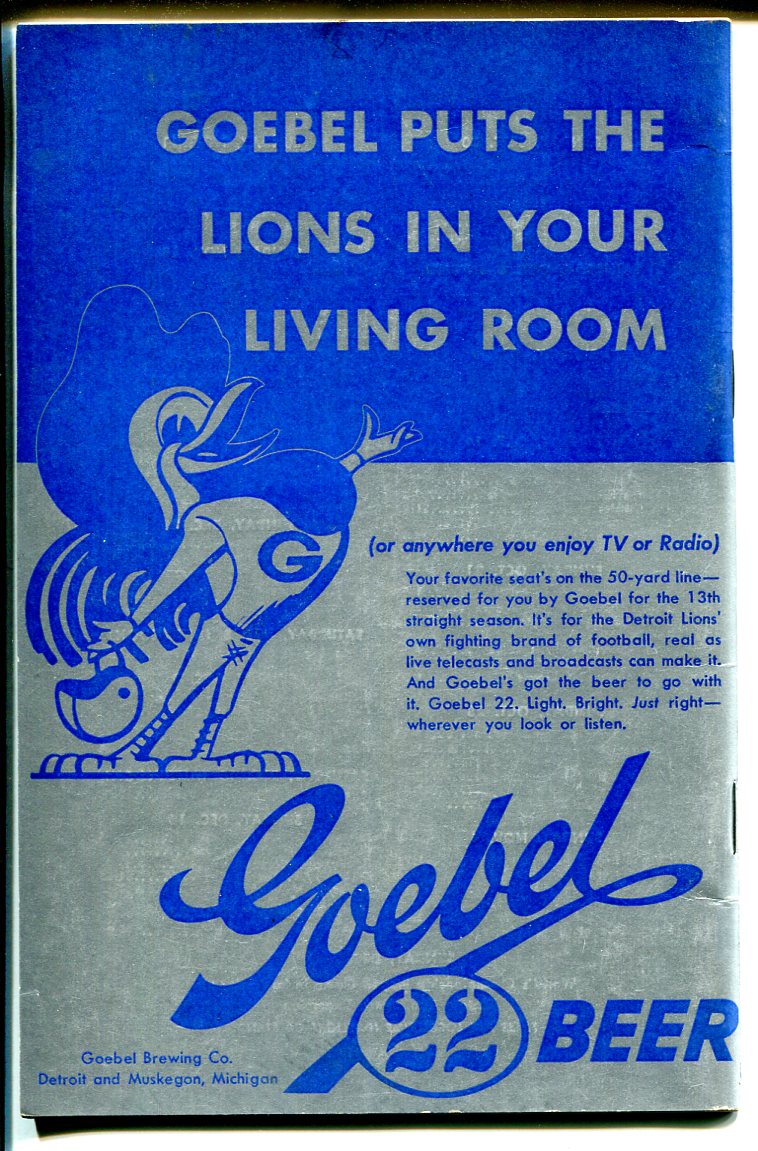 GOEBEL PUTS THE
LIONS IN YOUR
LIVING ROOM
G
(or anywhere you enjoy TV or Radio)
Your favorite seat's on the 50-yard line—
reserved for you by Goebel for the 13th
straight season. It's for the Detroit Lions'
own fighting brand of football, real as
live telecasts and broadcasts can make it.
And Goebel's got the beer to go with
it. Goebel 22. Light. Bright. Just right—
wherever you look or listen.
Goebel
22 BEER
Goebel Brewing Co.
Detroit and Muskegon, Michigan